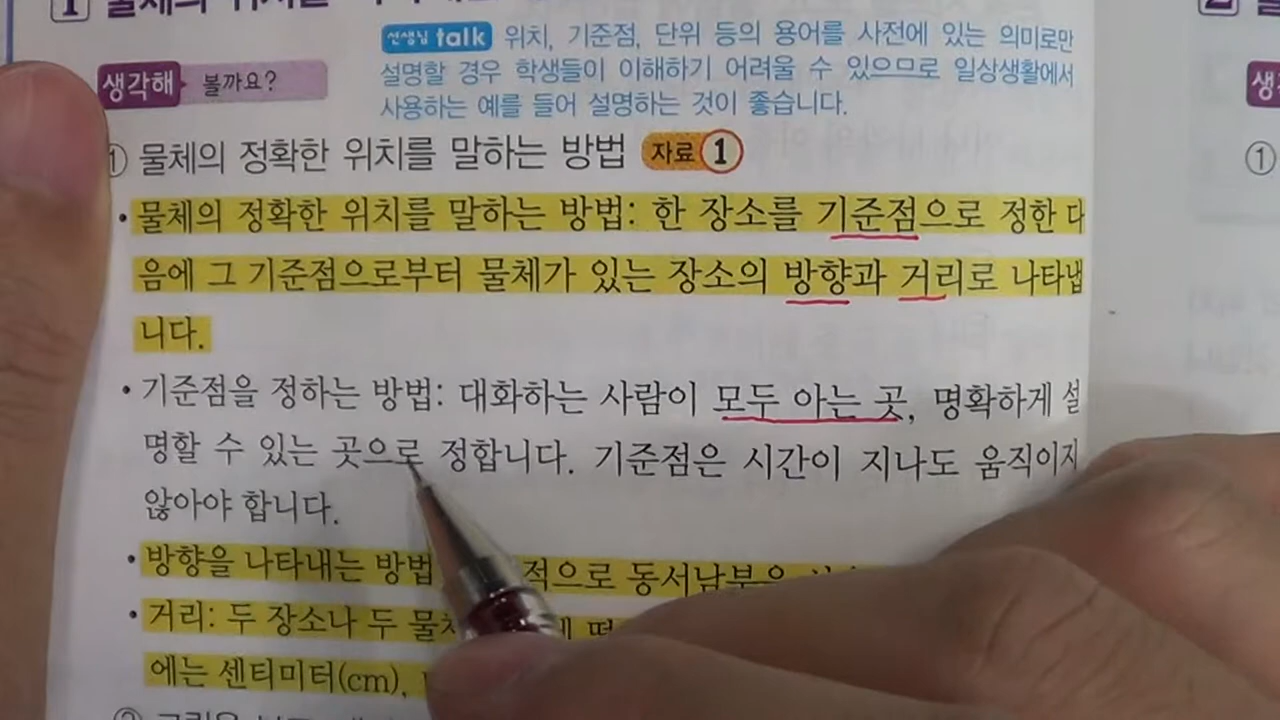 1 물체의 위치를
선생님 talk 위치, 기준점, 단위 등의 용어를 사전에 있는 의미로만
설명할 경우 학생들이 이해하기 어려울 수 있으므로 일상생활에서
사용하는 예를 들어 설명하는 것이 좋습니다.
생각해 볼까요?
① 물체의 정확한 위치를 말하는 방법 자료 1
• 물체의 정확한 위치를 말하는 방법: 한 장소를 기준점으로 정한 다
음에 그 기준점으로부터 물체가 있는 장소의 방향과 거리로 나타냅
니다.
• 기준점을 정하는 방법: 대화하는 사람이 모두 아는 곳, 명확하게 설
명할 수 있는 곳으로 정합니다. 기준점은 시간이 지나도 움직이지
않아야 합니다.
• 방향을 나타내는 방법 적으로 동서남북을
• 거리: 두 장소나 두 물체
에는 센티미터(cm),
2
①